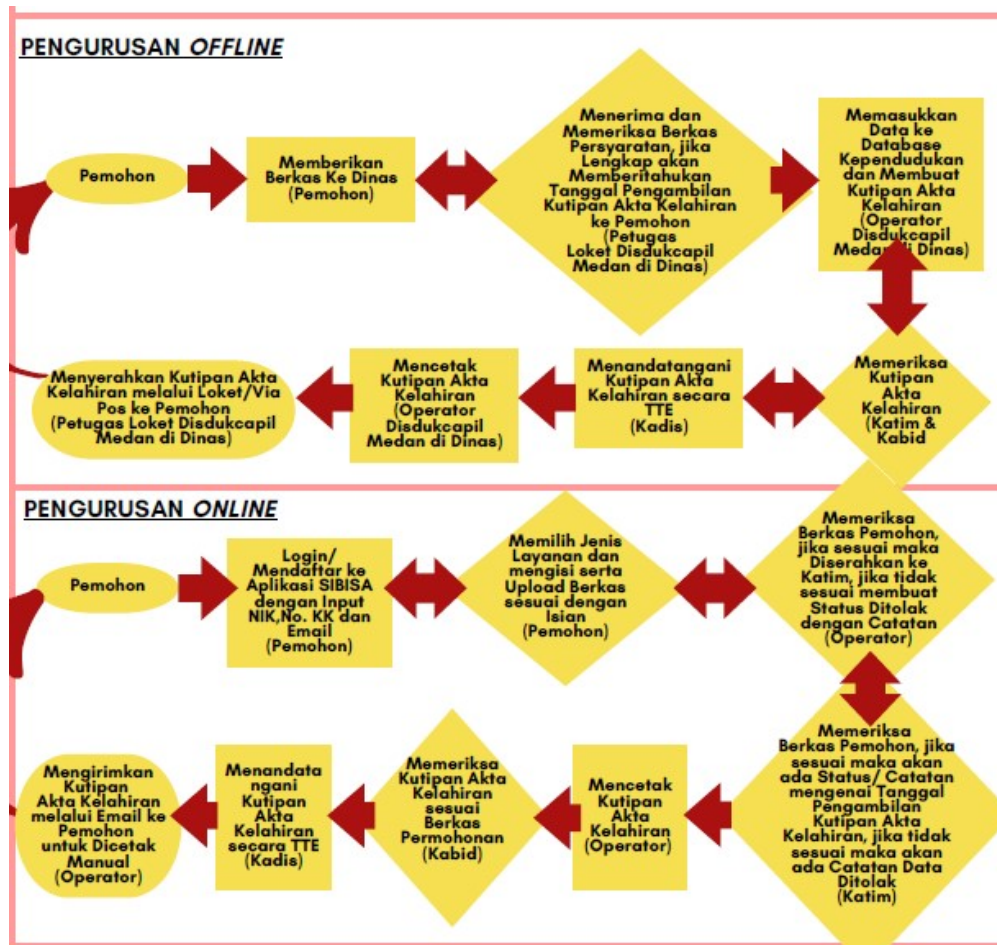 PENGURUSAN OFFLINE
Pemohon
Memberikan
Berkas Ke Dinas
(Pemohon)
Menerima dan
Memeriksa Berkas
Persyaratan, jika
Lengkap akan
Memberitahukan
Tanggal Pengambilan
Kutipan Akta Kelahiran
ke Pemohon
(Petugas
Loket Disdukcapil
Medan di Dinas)
Memasukkan
Data ke
Database
Kependudukan
dan Membuat
Kutipan Akta
Kelahiran
(Operator
Disdukcapil
Medan di Dinas)
Memeriksa
Kutipan
Akta
Kelahiran
(Katim &
Kabid
Menandatangani
Kutipan Akta
Kelahiran secara
TTE
(Kadis)
Mencetak
Kutipan Akta
Kelahiran
(Operator
Disdukcapil
Medan di Dinas)
Menyerahkan Kutipan Akta
Kelahiran melalui Loket/Via
Pos ke Pemohon
(Petugas Loket Disdukcapil
Medan di Dinas)
PENGURUSAN ONLINE
Pemohon
Login/
Mendaftar ke
Aplikasi SIBISA
dengan Input
NIK,No. KK dan
Email
(Pemohon)
Memilih Jenis
Layanan dan
mengisi serta
Upload Berkas
sesuai dengan
Isian
(Pemohon)
Memeriksa
Berkas Pemohon,
jika sesuai maka
Diserahkan ke
Katim, jika tidak
sesuai membuat
Status Ditolak
dengan Catatan
(Operator)
Memeriksa
Berkas Pemohon, jika
sesuai maka akan
ada Status/ Catatan
mengenai Tanggal
Pengambilan
Kutipan Akta
Kelahiran, jika tidak
sesuai maka akan
ada Catatan Data
Ditolak
(Katim)
Mencetak
Kutipan
Akta
Kelahiran
(Operator)
Memeriksa
Kutipan Akta
Kelahiran
sesuai
Berkas
Permohonan
(Kabid)
Menandata
ngani
Kutipan
Akta
Kelahiran
secara TTE
(Kadis)
Mengirimkan
Kutipan
Akta Kelahiran
melalui Email ke
Pemohon
untuk Dicetak
Manual
(Operator)